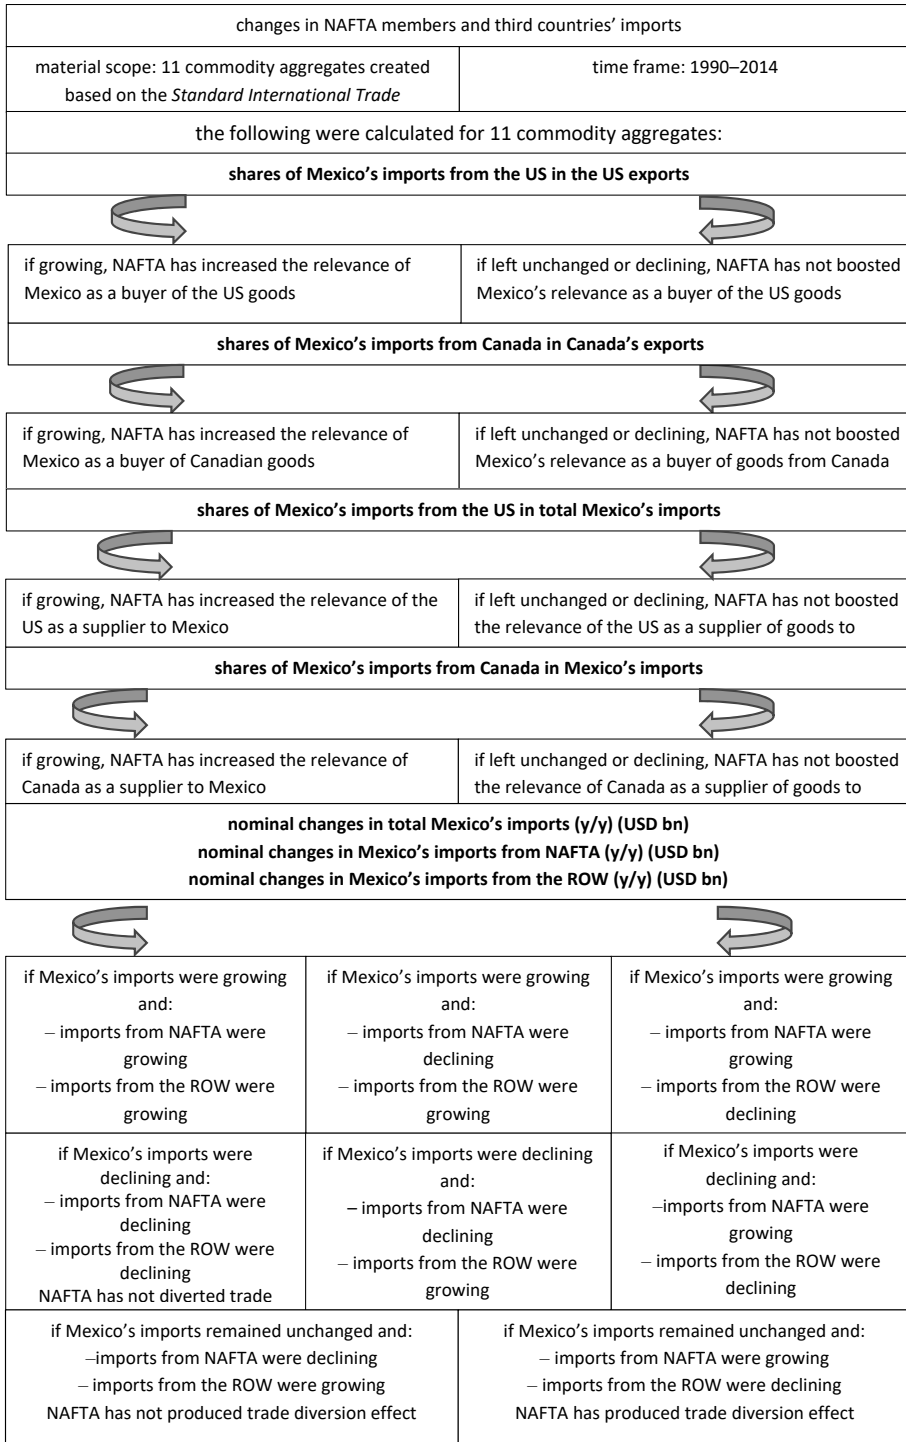 changes in NAFTA members and third countries’ imports
material scope: 11 commodity aggregates created
based on the Standard International Trade
time frame: 1990–2014
the following were calculated for 11 commodity aggregates:
shares of Mexico’s imports from the US in the US exports
if growing, NAFTA has increased the relevance of
Mexico as a buyer of the US goods
if left unchanged or declining, NAFTA has not boosted
Mexico’s relevance as a buyer of the US goods
shares of Mexico’s imports from Canada in Canada’s exports
if growing, NAFTA has increased the relevance of
Mexico as a buyer of Canadian goods
if left unchanged or declining, NAFTA has not boosted
Mexico’s relevance as a buyer of goods from Canada
shares of Mexico’s imports from the US in total Mexico’s imports
if growing, NAFTA has increased the relevance of the
US as a supplier to Mexico
if left unchanged or declining, NAFTA has not boosted
the relevance of the US as a supplier of goods to
shares of Mexico’s imports from Canada in Mexico’s imports
if growing, NAFTA has increased the relevance of
Canada as a supplier to Mexico
if left unchanged or declining, NAFTA has not boosted
the relevance of Canada as a supplier of goods to
nominal changes in total Mexico’s imports (y/y) (USD bn)
nominal changes in Mexico’s imports from NAFTA (y/y) (USD bn)
nominal changes in Mexico’s imports from the ROW (y/y) (USD bn)
if Mexico’s imports were growing
and:
– imports from NAFTA were
growing
– imports from the ROW were
growing
if Mexico’s imports were growing
and:
– imports from NAFTA were
declining
– imports from the ROW were
growing
if Mexico’s imports were growing
and:
– imports from NAFTA were
growing
– imports from the ROW were
declining
if Mexico’s imports were
declining and:
– imports from NAFTA were
declining
– imports from the ROW were
declining
NAFTA has not diverted trade
if Mexico’s imports were declining
and:
– imports from NAFTA were
declining
– imports from the ROW were
growing
if Mexico’s imports were
declining and:
–imports from NAFTA were
growing
– imports from the ROW were
declining
if Mexico’s imports remained unchanged and:
–imports from NAFTA were declining
– imports from the ROW were growing
NAFTA has not produced trade diversion effect
if Mexico’s imports remained unchanged and:
– imports from NAFTA were growing
– imports from the ROW were declining
NAFTA has produced trade diversion effect